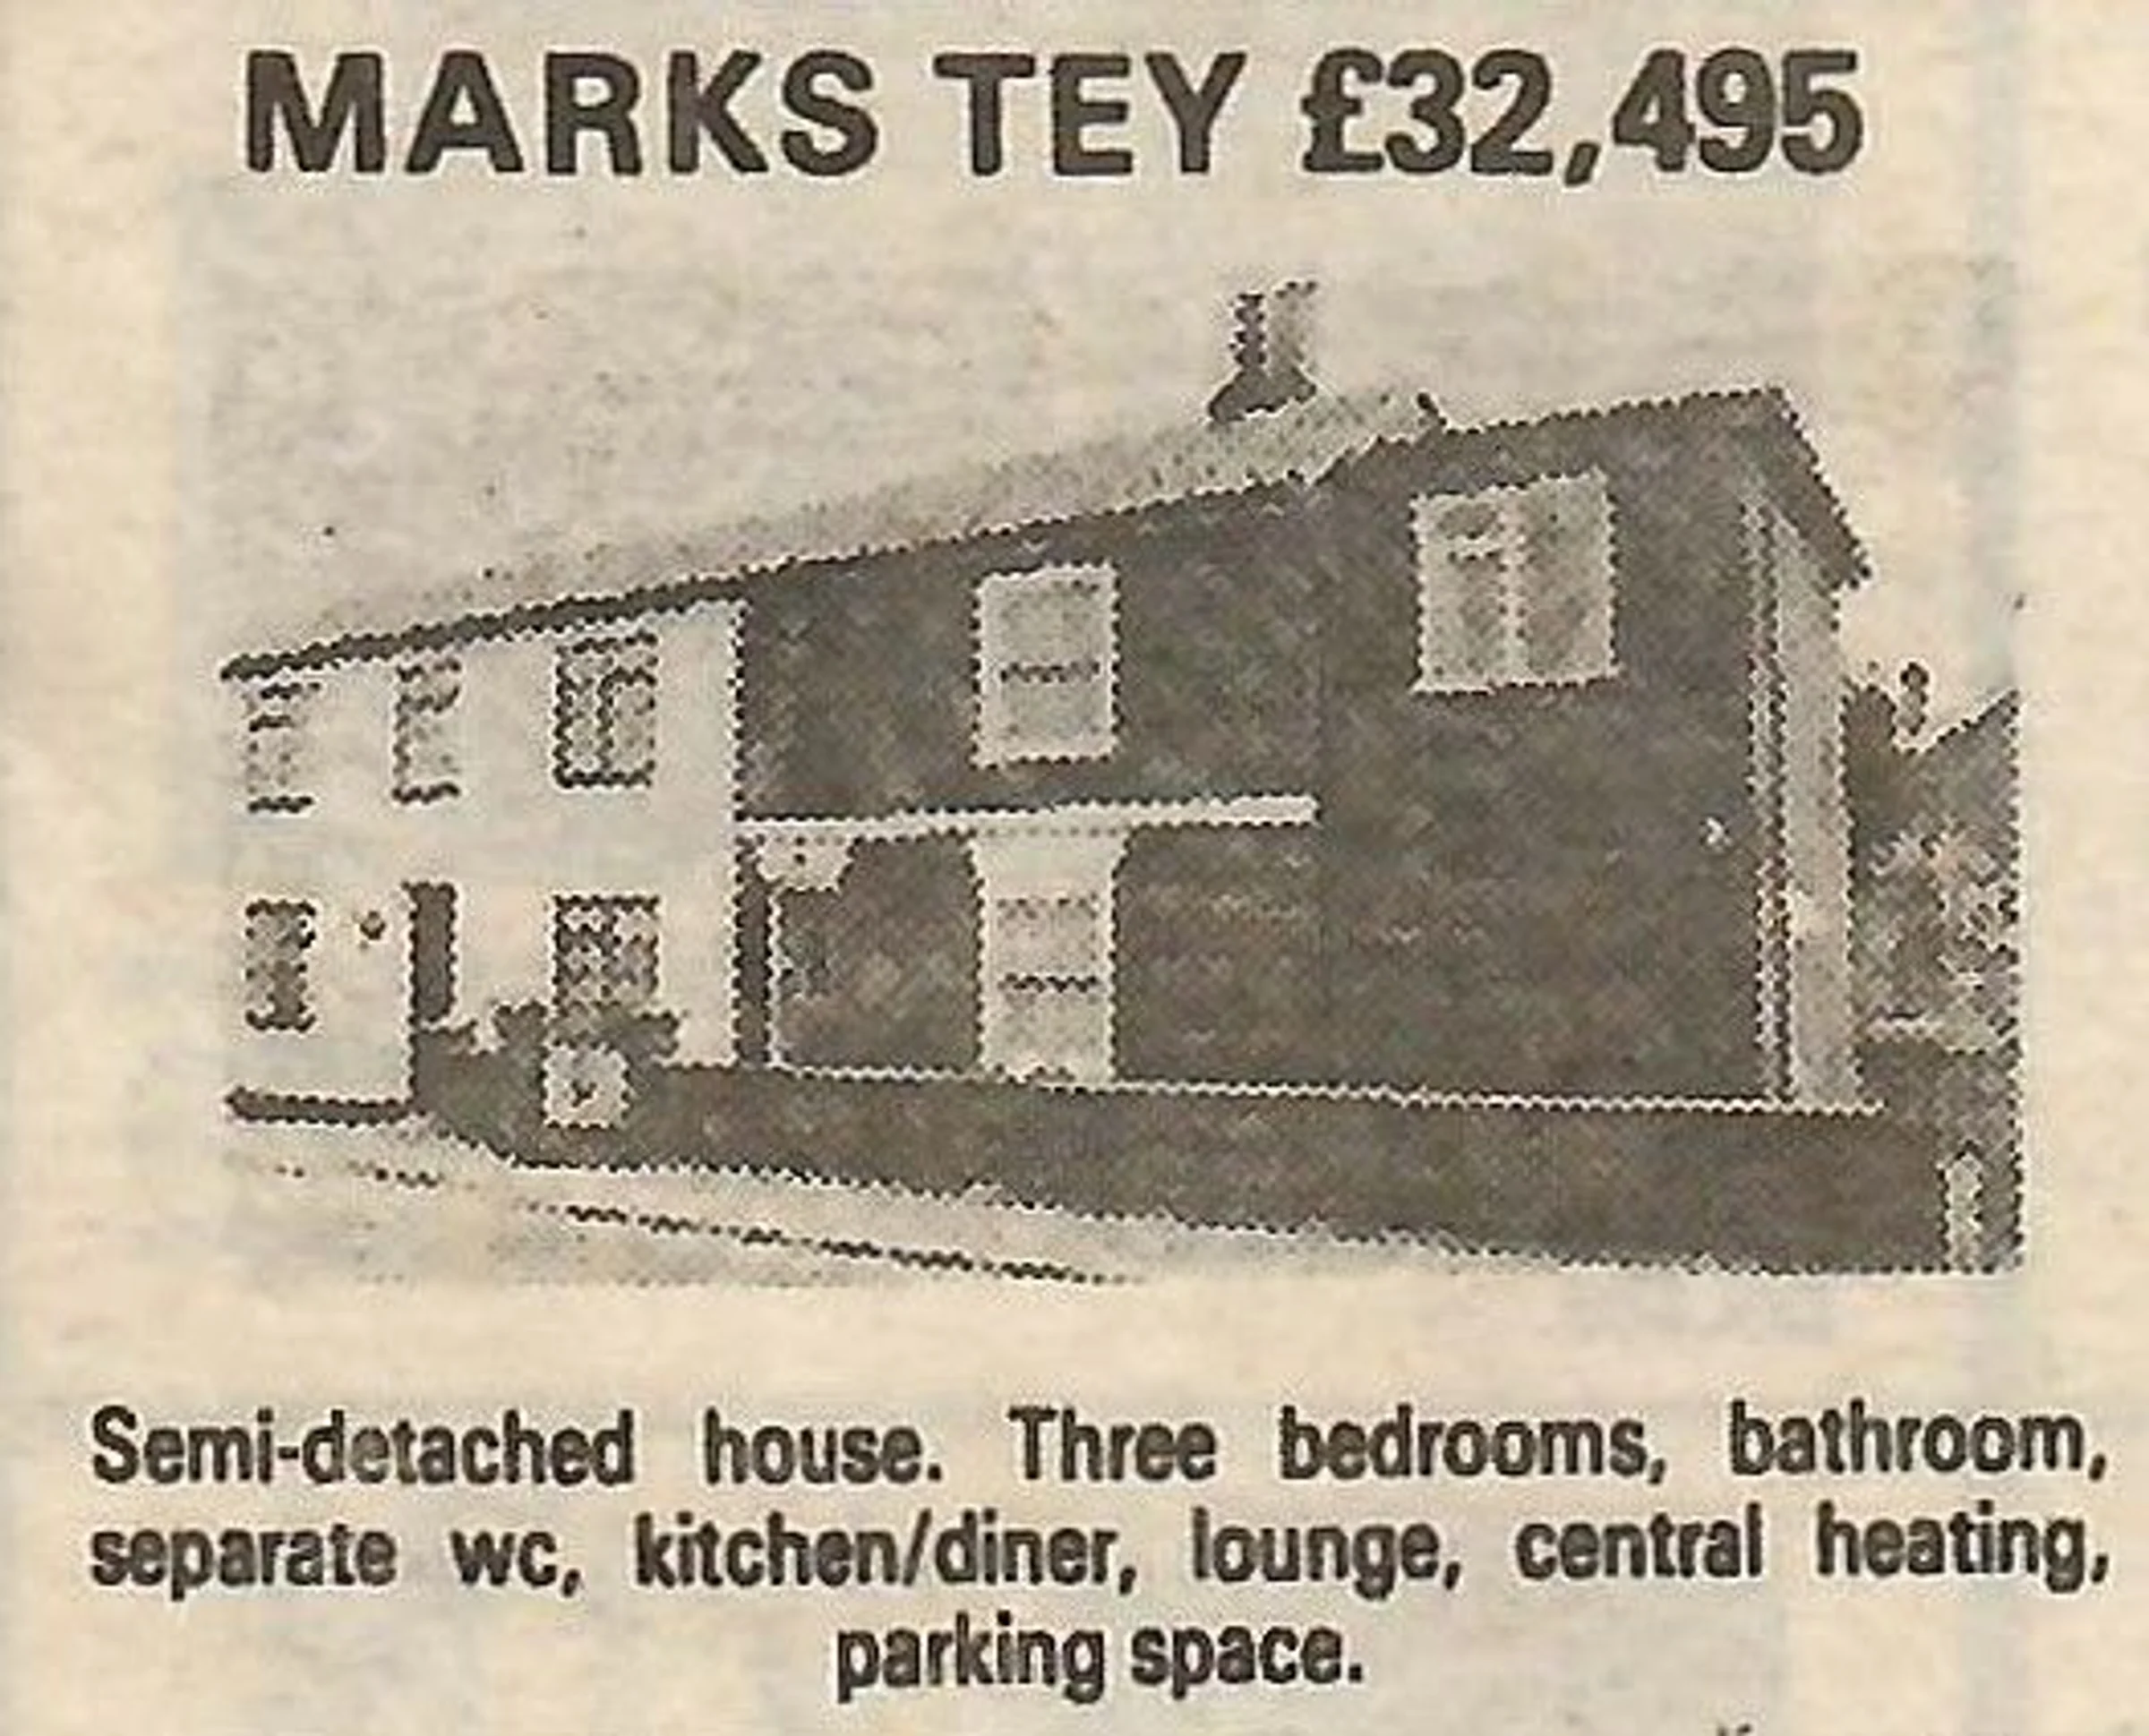 MARKS TEY £32,495
Semi-detached house. Three bedrooms, bathroom,
separate wc, kitchen/diner, lounge, central heating,
parking space.